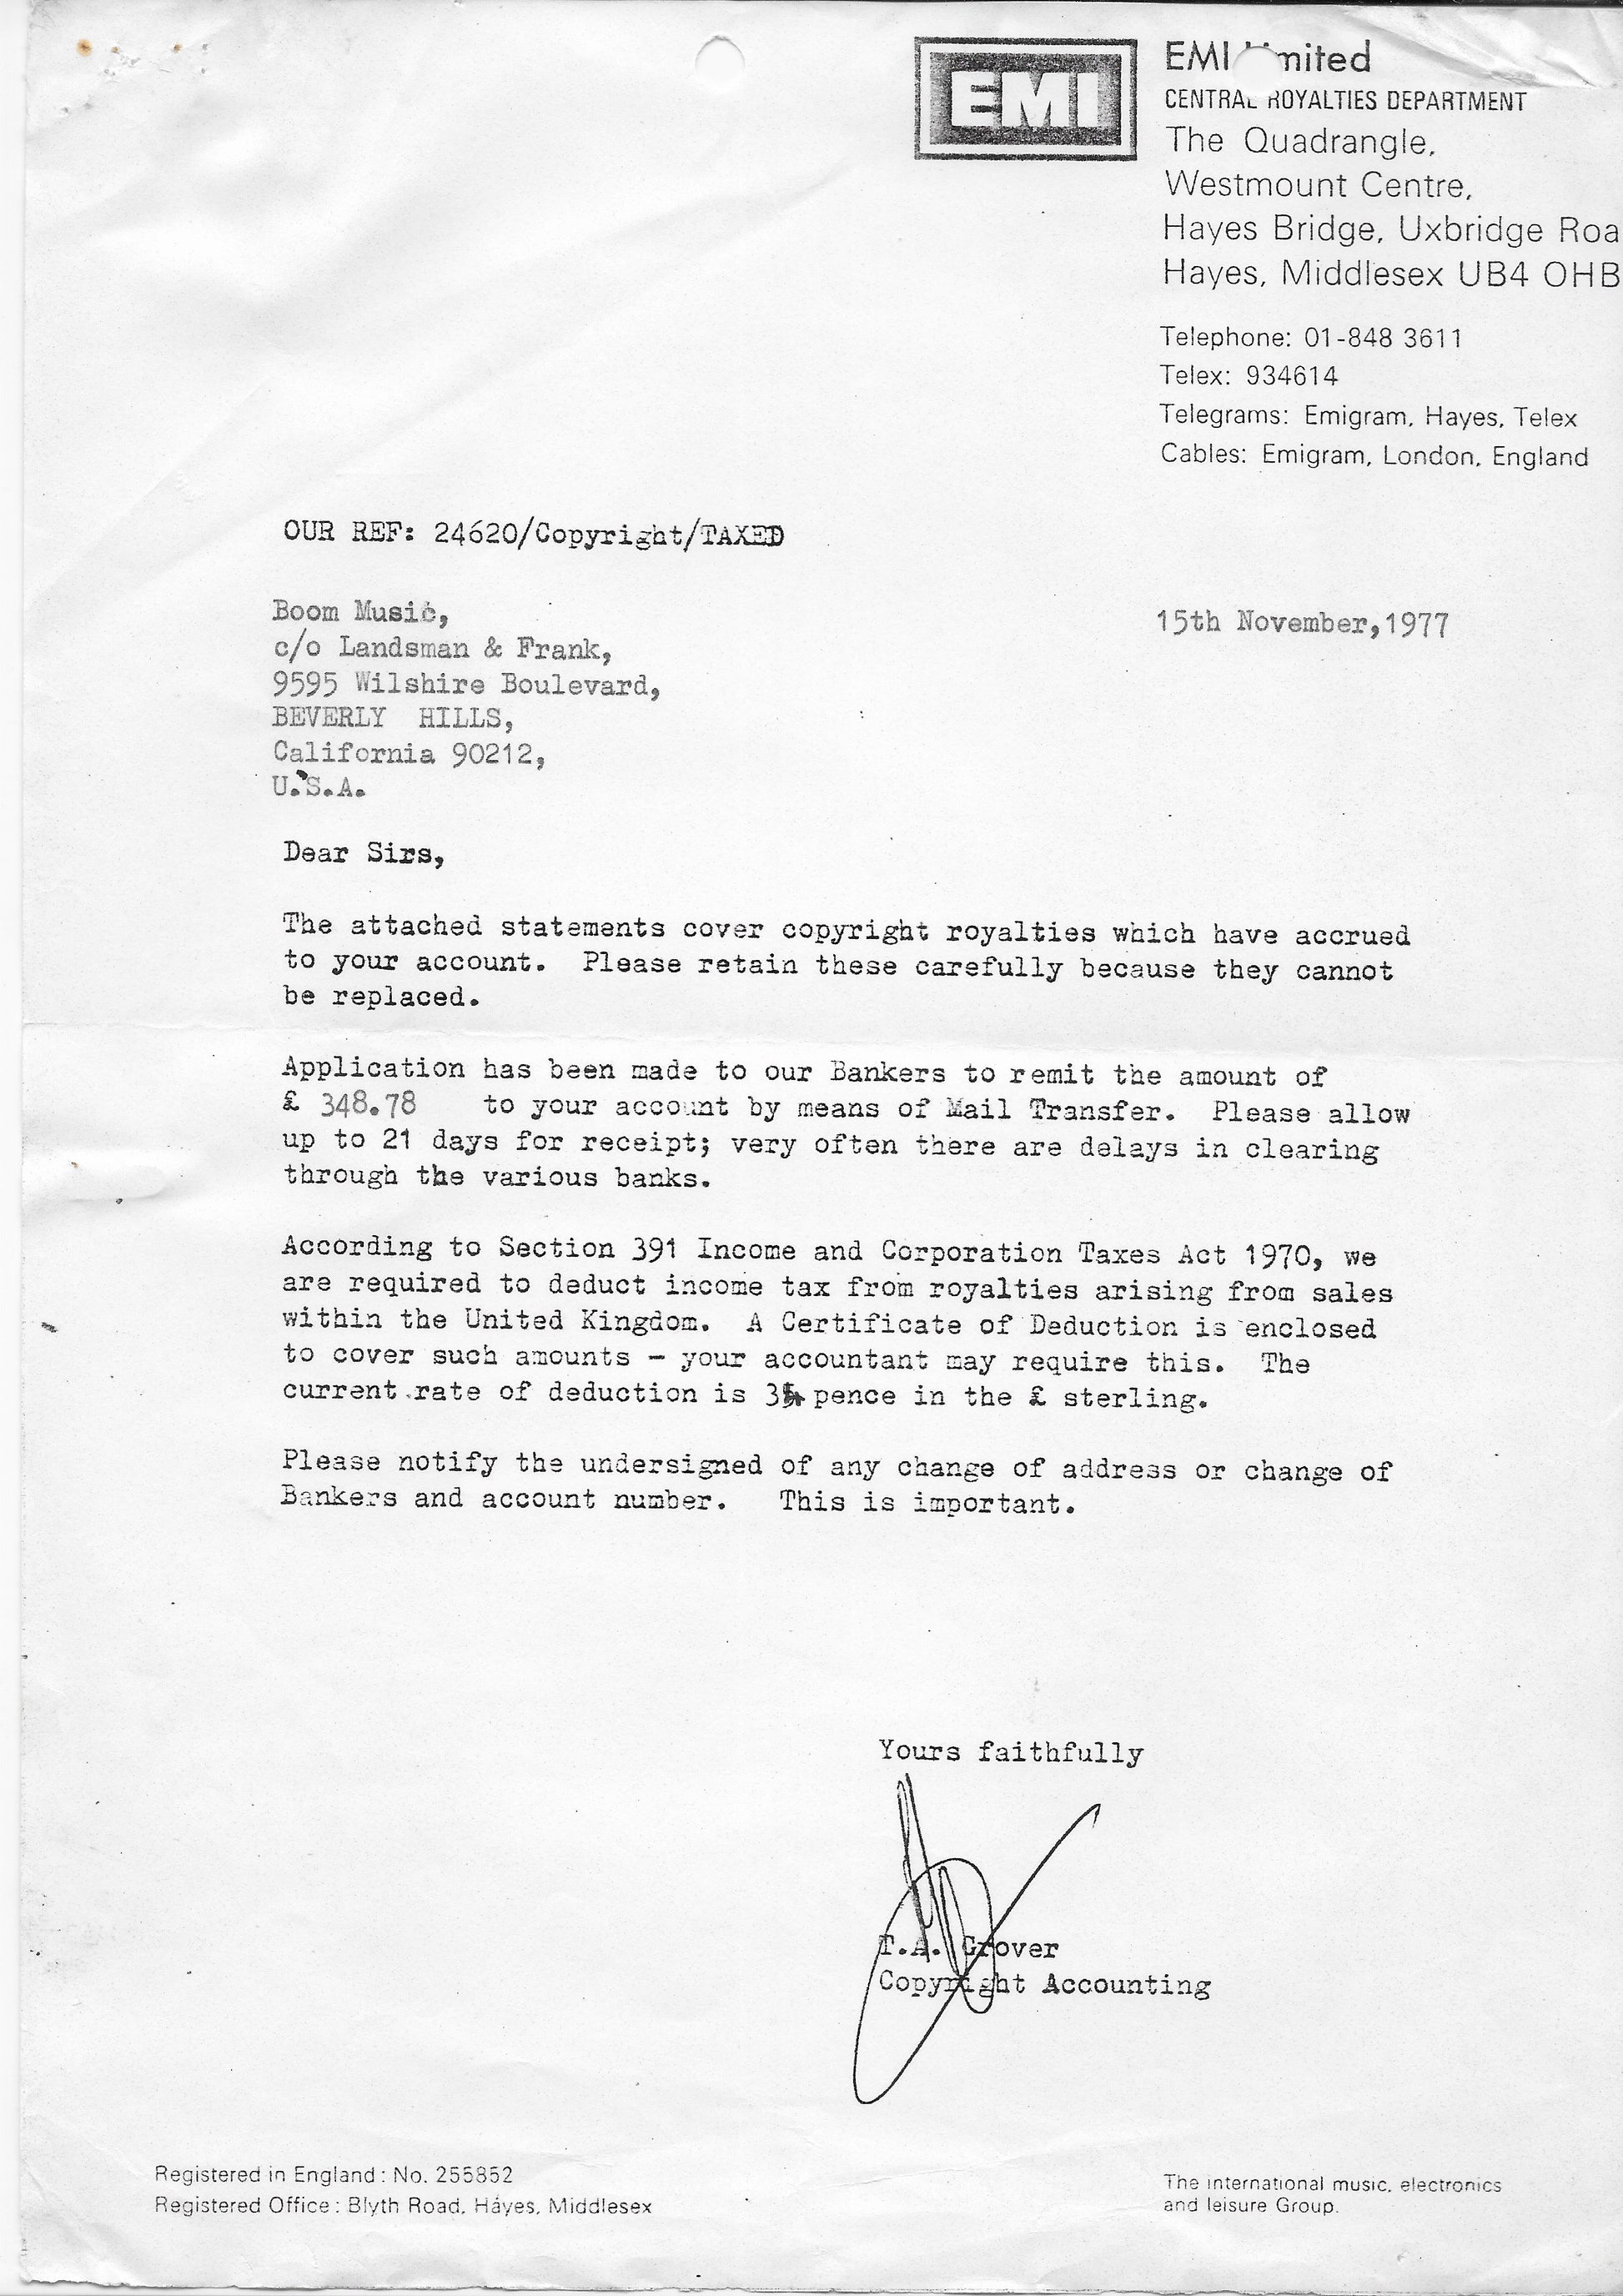 EMI
EMI Limited
CENTRAL ROYALTIES DEPARTMENT
The Quadrangle,
Westmount Centre,
Hayes Bridge, Uxbridge Roa
Hayes, Middlesex UB4 OHB
Telephone: 01-848 3611
Telex: 934614
Telegrams: Emigram, Hayes, Telex
Cables: Emigram, London, England
OUR REF: 24620/Copyright/TAXED
15th November,1977
Boom Music,
c/o Landsman & Frank,
9595 Wilshire Boulevard,
BEVERLY HILLS,
California 90212,
U.S.A.
Dear Sirs,
The attached statements cover copyright royalties which have accrued
to your account. Please retain these carefully because they cannot
be replaced.
Application has been made to our Bankers to remit the amount of
£ 348.78 to your account by means of Mail Transfer. Please allow
up to 21 days for receipt; very often there are delays in clearing
through the various banks.
According to Section 391 Income and Corporation Taxes Act 1970, we
are required to deduct income tax from royalties arising from sales
within the United Kingdom. A Certificate of Deduction is enclosed
to cover such amounts - your accountant may require this. The
current rate of deduction is 34 pence in the £ sterling.
Please notify the undersigned of any change of address or change of
Bankers and account number. This is important.
Yours faithfully
T.A. Grover
Copyright Accounting
Registered in England: No. 255852
Registered Office: Blyth Road, Hayes, Middlesex
The international music, electronics
and leisure Group.